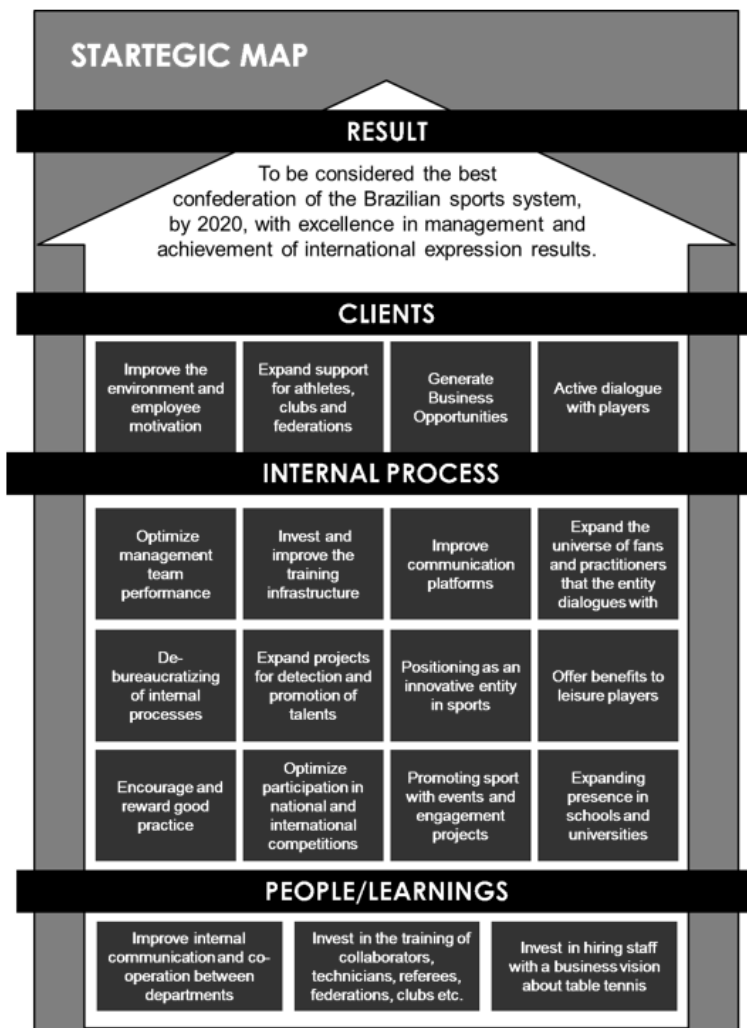 STARTEGIC MAP
RESULT
To be considered the best
confederation of the Brazilian sports system,
by 2020, with excellence in management and
achievement of international expression results.
CLIENTS
Improve the
environment and
employee
motivation
Expand support
for athletes,
clubs and
federations
Generate
Business
Opportunities
Active dialogue
with players
INTERNAL PROCESS
Optimize
management
team
performance
Invest and
improve the
training
infrastructure
Improve
communication
platforms
Expand the
universe of fans
and practitioners
that the entity
dialogues with
De-
bureaucratizing
of internal
processes
Expand projects
for detection and
promotion of
talents
Positioning as an
innovative entity
in sports
Offer benefits to
leisure players
Encourage and
reward good
practice
Optimize
participation in
national and
international
competitions
Promoting sport
with events and
engagement
projects
Expanding
presence in
schools and
universities
PEOPLE/LEARNINGS
Improve internal
communication and co-
operation between
departments
Invest in the training of
collaborators,
technicians, referees,
federations, clubs etc.
Invest in hiring staff
with a business vision
about table tennis